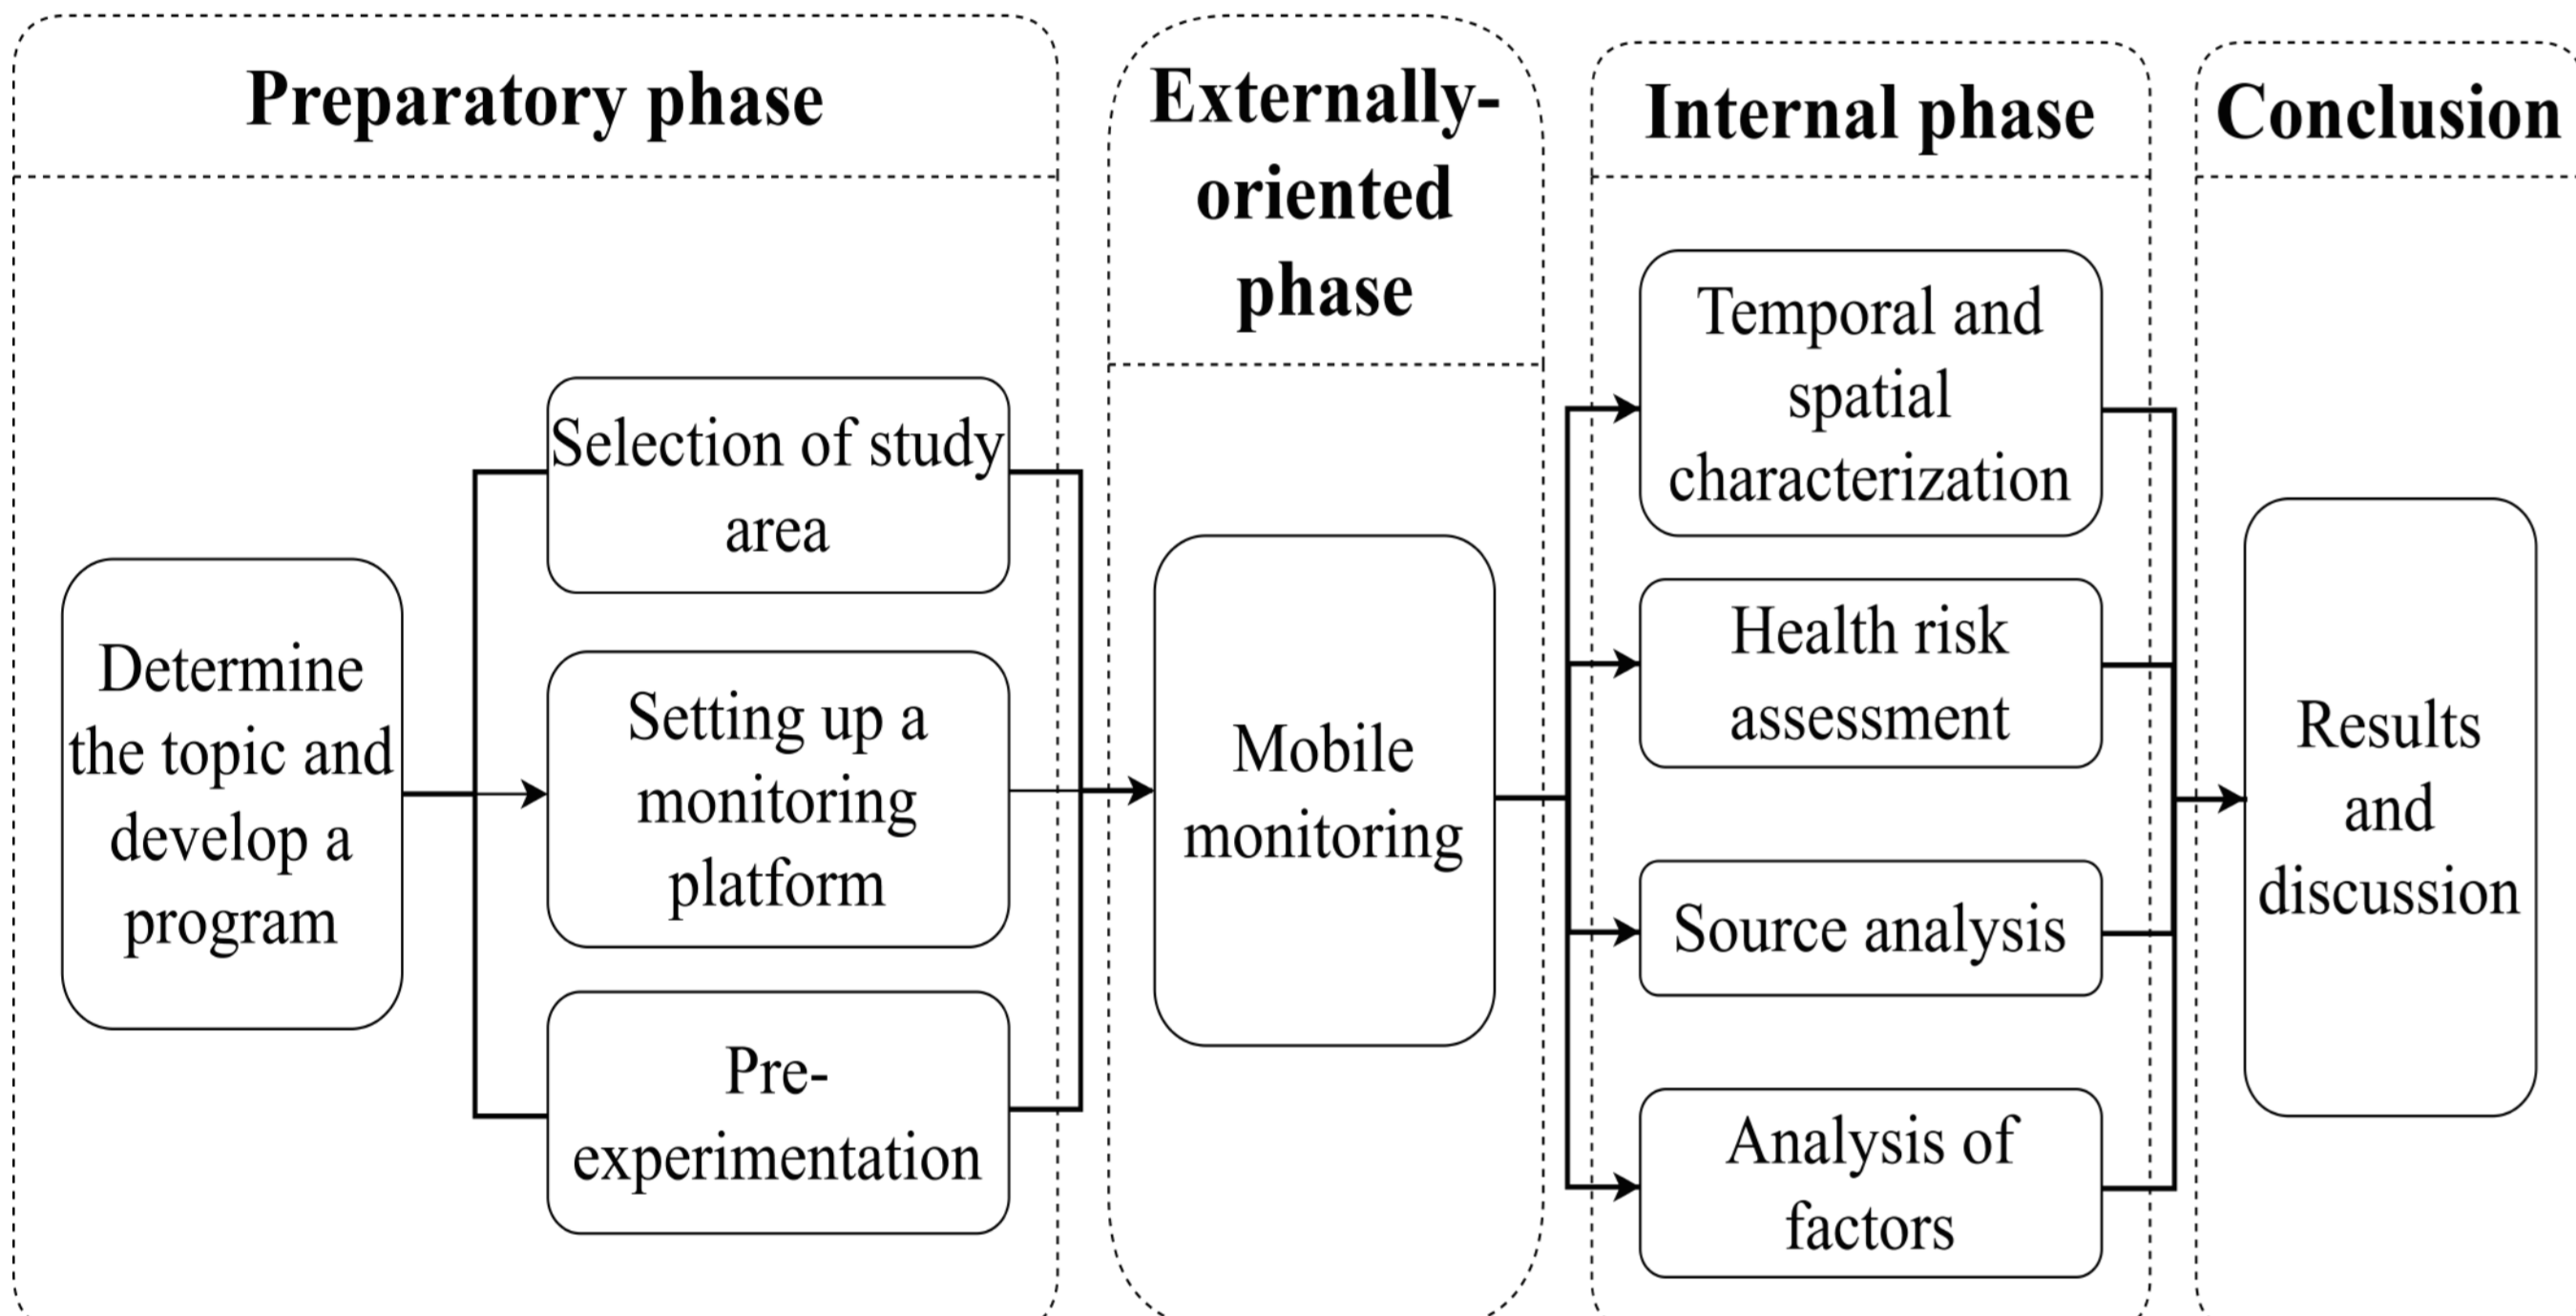 Preparatory phase
Determine
the topic and
develop a
program
Selection of study
area
Setting up a
monitoring
platform
Pre-
experimentation
Externally-
oriented
phase
Mobile
monitoring
Internal phase
Temporal and
spatial
characterization
Health risk
assessment
Source analysis
Analysis of
factors
Conclusion
Results
and
discussion